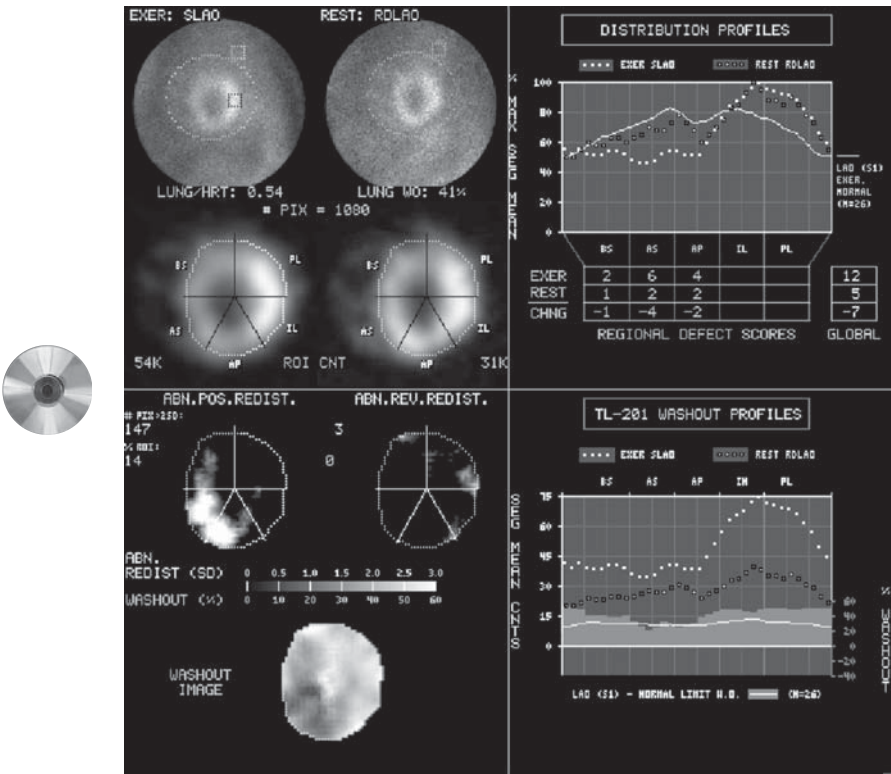 EXER: SLAO
REST: RDLAO
LUNG/HRT: 0.54
LUNG WO: 41%
# PIX = 1080
BS
PL
BS
PL
AS
IL
AS
IL
AP
AP
54K
ROI CNT
31K
DISTRIBUTION PROFILES
EXER SLAO
REST RDLAO
% MAX SEG MEAN
100
80
60
40
20
0
LAO (S1)
EXER.
NORMAL
(N=26)
BS AS AP IL PL
EXER 2 6 4 12
REST 1 2 2 5
CHNG -1 -4 -2 -7
REGIONAL DEFECT SCORES GLOBAL
ABN.POS.REDIST.
ABN.REV.REDIST.
# PIX>250:
147
3
% ROI:
14
0
ABN.
REDIST (SD) 0 0.5 1.0 1.5 2.0 2.5 3.0
WASHOUT (%) 0 10 20 30 40 50 60
WASHOUT
IMAGE
TL-201 WASHOUT PROFILES
EXER SLAO
REST RDLAO
BS AS AP IN PL
SEG MEAN CNTS
75
60
45
30
15
0
60
40
20
0
-20
-40
% WASHOUT
LAO (S1) - NORMAL LIMIT W.O. (N=26)